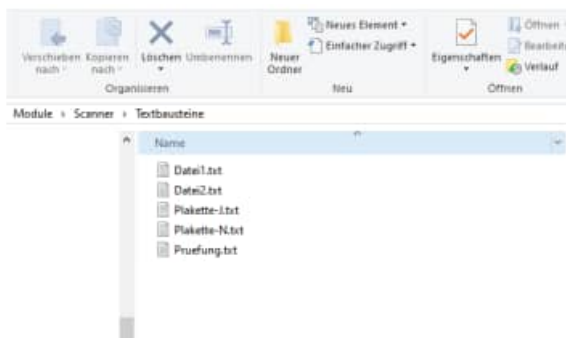 Verschieben nach
Kopieren nach
Löschen
Umbenennen
Neuer Ordner
Neues Element
Einfacher Zugriff
Eigenschaften
Öffnen
Bearbeite
Verlauf
Organisieren
Neu
Öffnen
Module › Scanner › Textbausteine
Name
Datei1.txt
Datei2.txt
Plakette-J.txt
Plakette-N.txt
Pruefung.txt